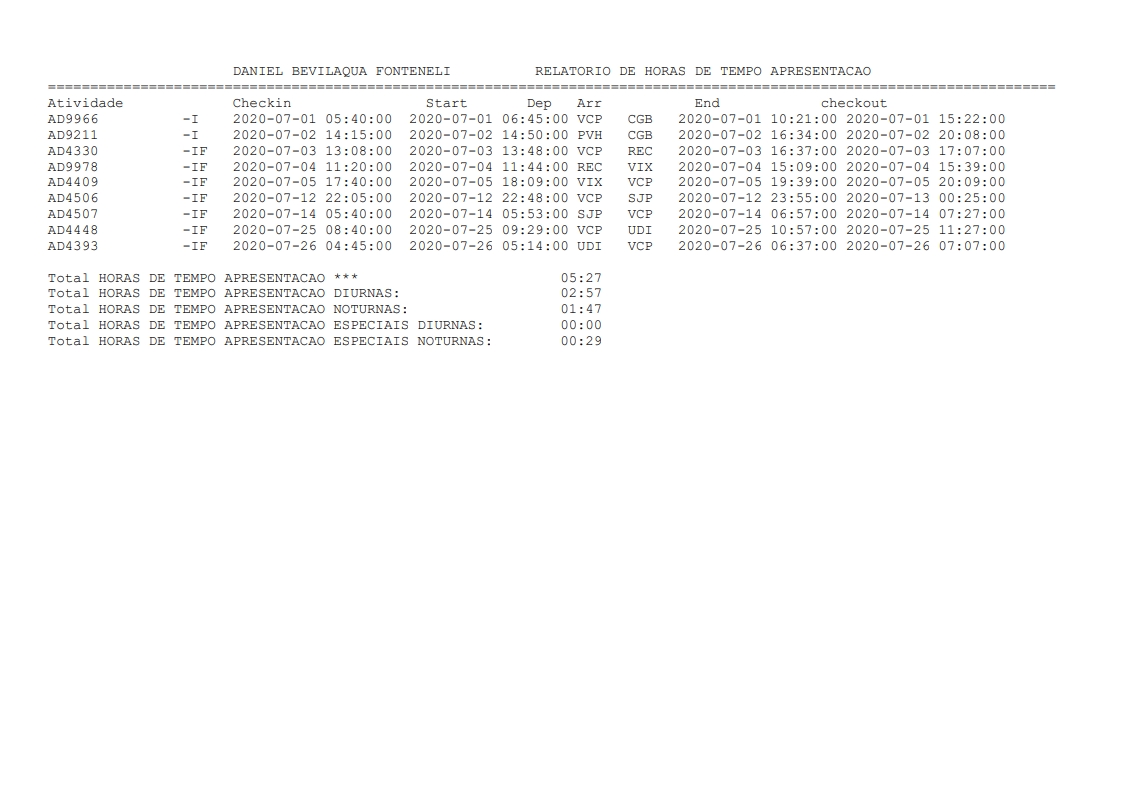 DANIEL BEVILAQUA FONTENELI RELATORIO DE HORAS DE TEMPO APRESENTACAO
========================================================================================================================
Atividade Checkin Start Dep Arr End checkout
AD9966 -I 2020-07-01 05:40:00 2020-07-01 06:45:00 VCP CGB 2020-07-01 10:21:00 2020-07-01 15:22:00
AD9211 -I 2020-07-02 14:15:00 2020-07-02 14:50:00 PVH CGB 2020-07-02 16:34:00 2020-07-02 20:08:00
AD4330 -IF 2020-07-03 13:08:00 2020-07-03 13:48:00 VCP REC 2020-07-03 16:37:00 2020-07-03 17:07:00
AD9978 -IF 2020-07-04 11:20:00 2020-07-04 11:44:00 REC VIX 2020-07-04 15:09:00 2020-07-04 15:39:00
AD4409 -IF 2020-07-05 17:40:00 2020-07-05 18:09:00 VIX VCP 2020-07-05 19:39:00 2020-07-05 20:09:00
AD4506 -IF 2020-07-12 22:05:00 2020-07-12 22:48:00 VCP SJP 2020-07-12 23:55:00 2020-07-13 00:25:00
AD4507 -IF 2020-07-14 05:40:00 2020-07-14 05:53:00 SJP VCP 2020-07-14 06:57:00 2020-07-14 07:27:00
AD4448 -IF 2020-07-25 08:40:00 2020-07-25 09:29:00 VCP UDI 2020-07-25 10:57:00 2020-07-25 11:27:00
AD4393 -IF 2020-07-26 04:45:00 2020-07-26 05:14:00 UDI VCP 2020-07-26 06:37:00 2020-07-26 07:07:00
Total HORAS DE TEMPO APRESENTACAO *** 05:27
Total HORAS DE TEMPO APRESENTACAO DIURNAS: 02:57
Total HORAS DE TEMPO APRESENTACAO NOTURNAS: 01:47
Total HORAS DE TEMPO APRESENTACAO ESPECIAIS DIURNAS: 00:00
Total HORAS DE TEMPO APRESENTACAO ESPECIAIS NOTURNAS: 00:29